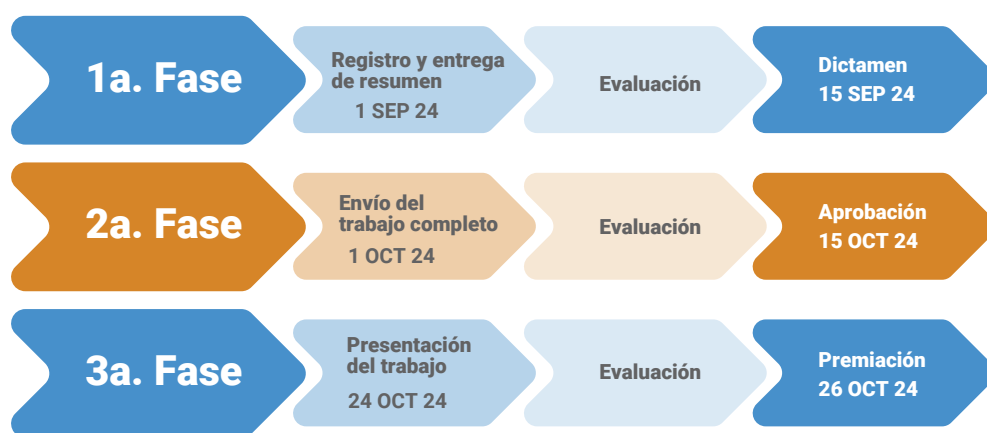 1a. Fase
Registro y entrega
de resumen
1 SEP 24
Evaluación
Dictamen
15 SEP 24
2a. Fase
Envío del
trabajo completo
1 OCT 24
Evaluación
Aprobación
15 OCT 24
3a. Fase
Presentación
del trabajo
24 OCT 24
Evaluación
Premiación
26 OCT 24